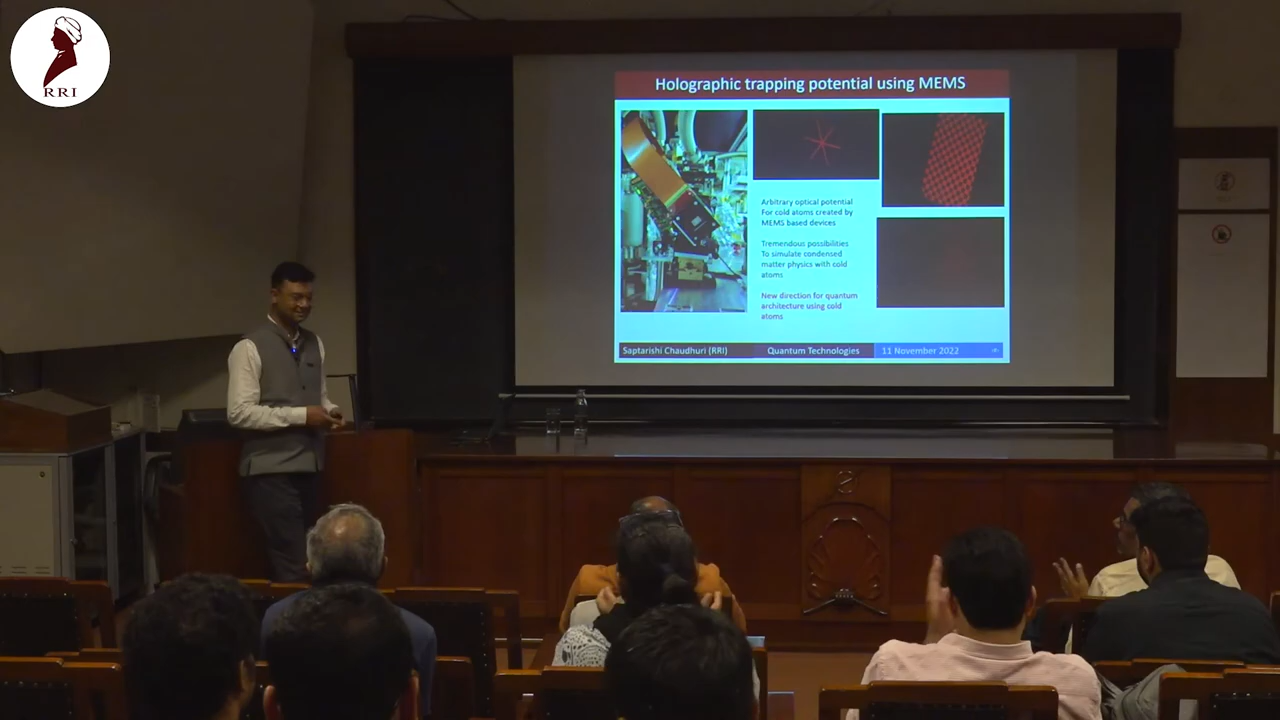 RRI
Holographic trapping potential using MEMS
Arbitrary optical potential
For cold atoms created by
MEMS based devices
Tremendous possibilities
To simulate condensed
matter physics with cold
atoms
New direction for quantum
architecture using cold
atoms
Saptarishi Chaudhuri (RRI)
Quantum Technologies
11 November 2022